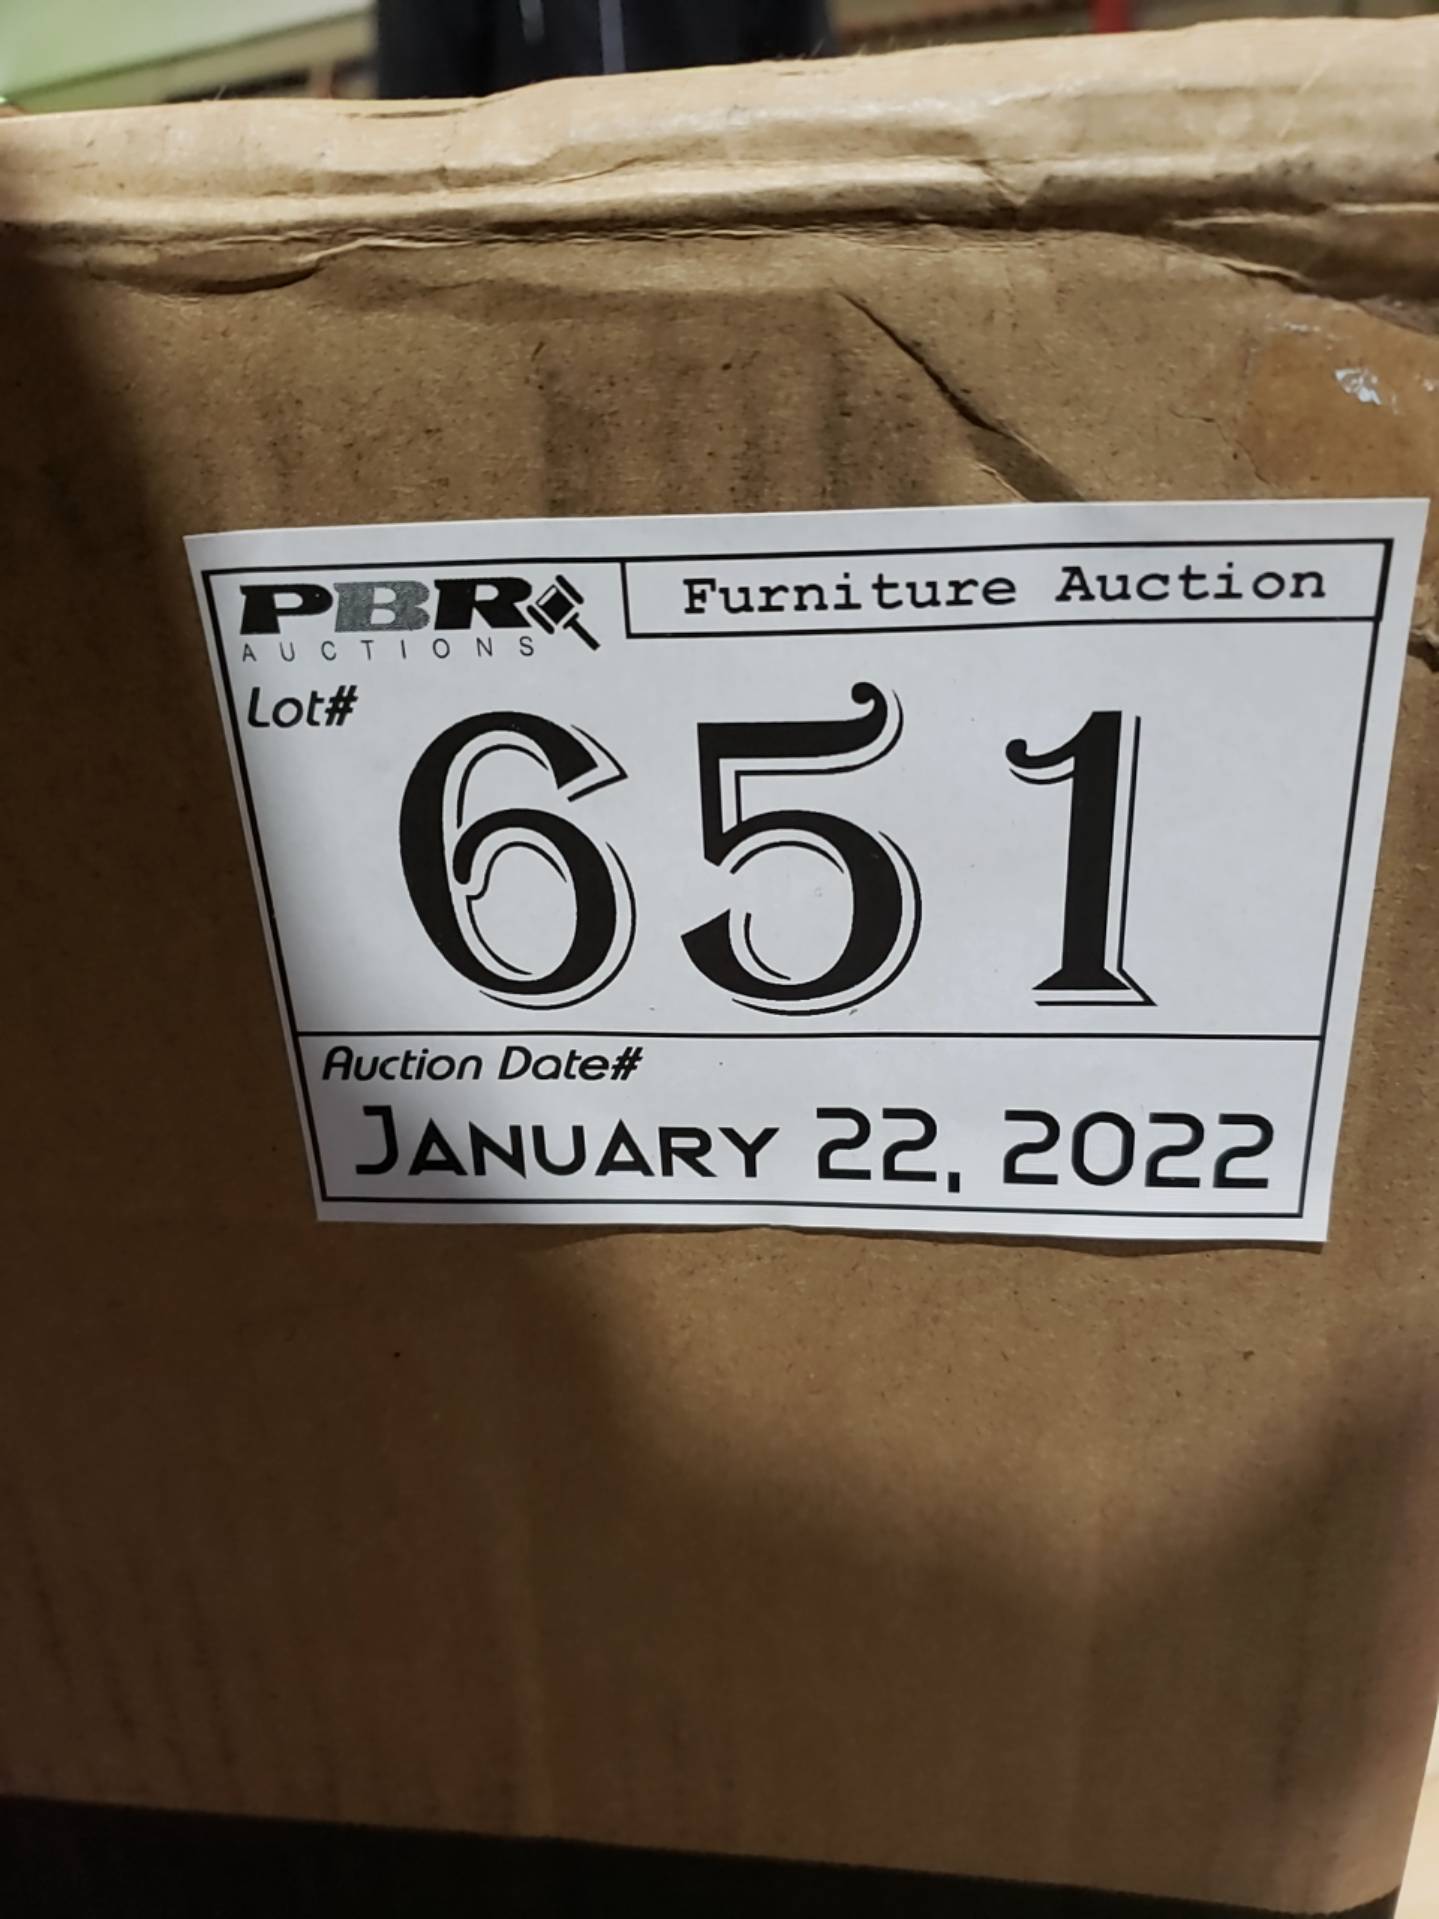 PBR
AUCTIONS
Furniture Auction
Lot#
651
Auction Date#
January 22, 2022